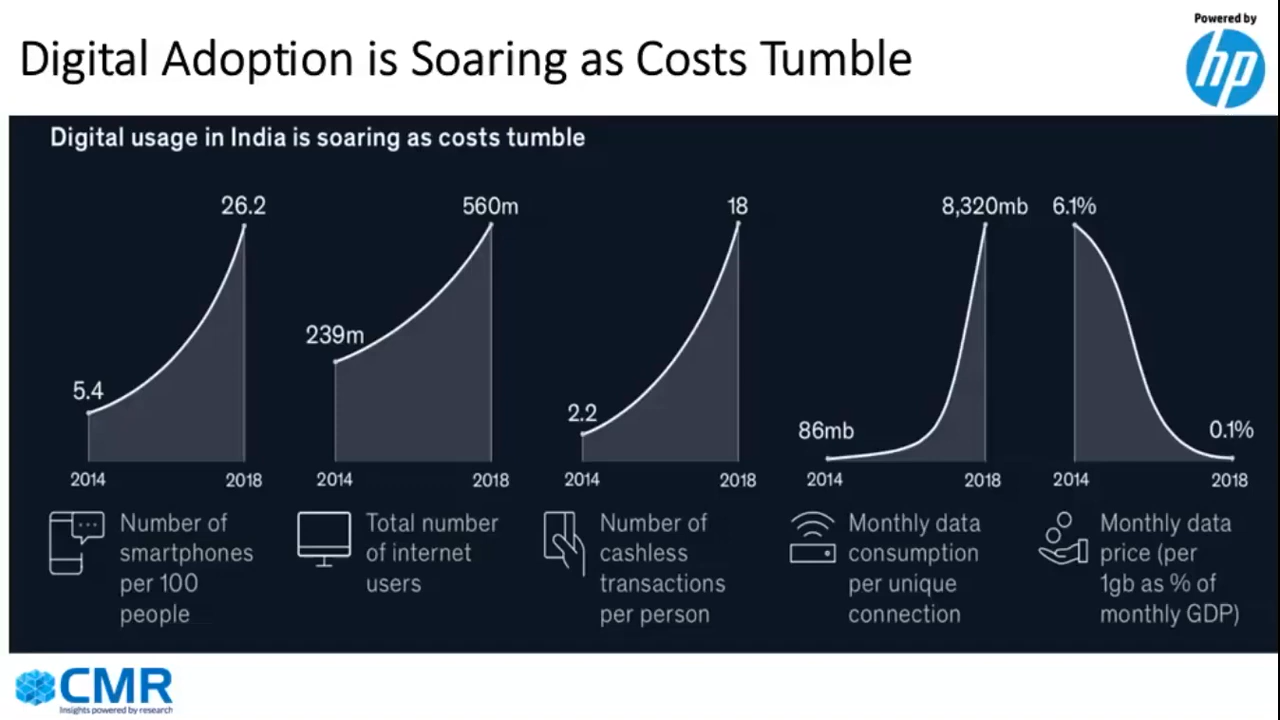 Digital Adoption is Soaring as Costs Tumble
Powered by
hp
Digital usage in India is soaring as costs tumble
5.4
26.2
2014
2018
Number of
smartphones
per 100
people
239m
560m
2014
2018
Total number
of internet
users
2.2
18
2014
2018
Number of
cashless
transactions
per person
86mb
8,320mb
2014
2018
Monthly data
consumption
per unique
connection
6.1%
0.1%
2014
2018
Monthly data
price (per
1gb as % of
monthly GDP)
CMR
Insights powered by research